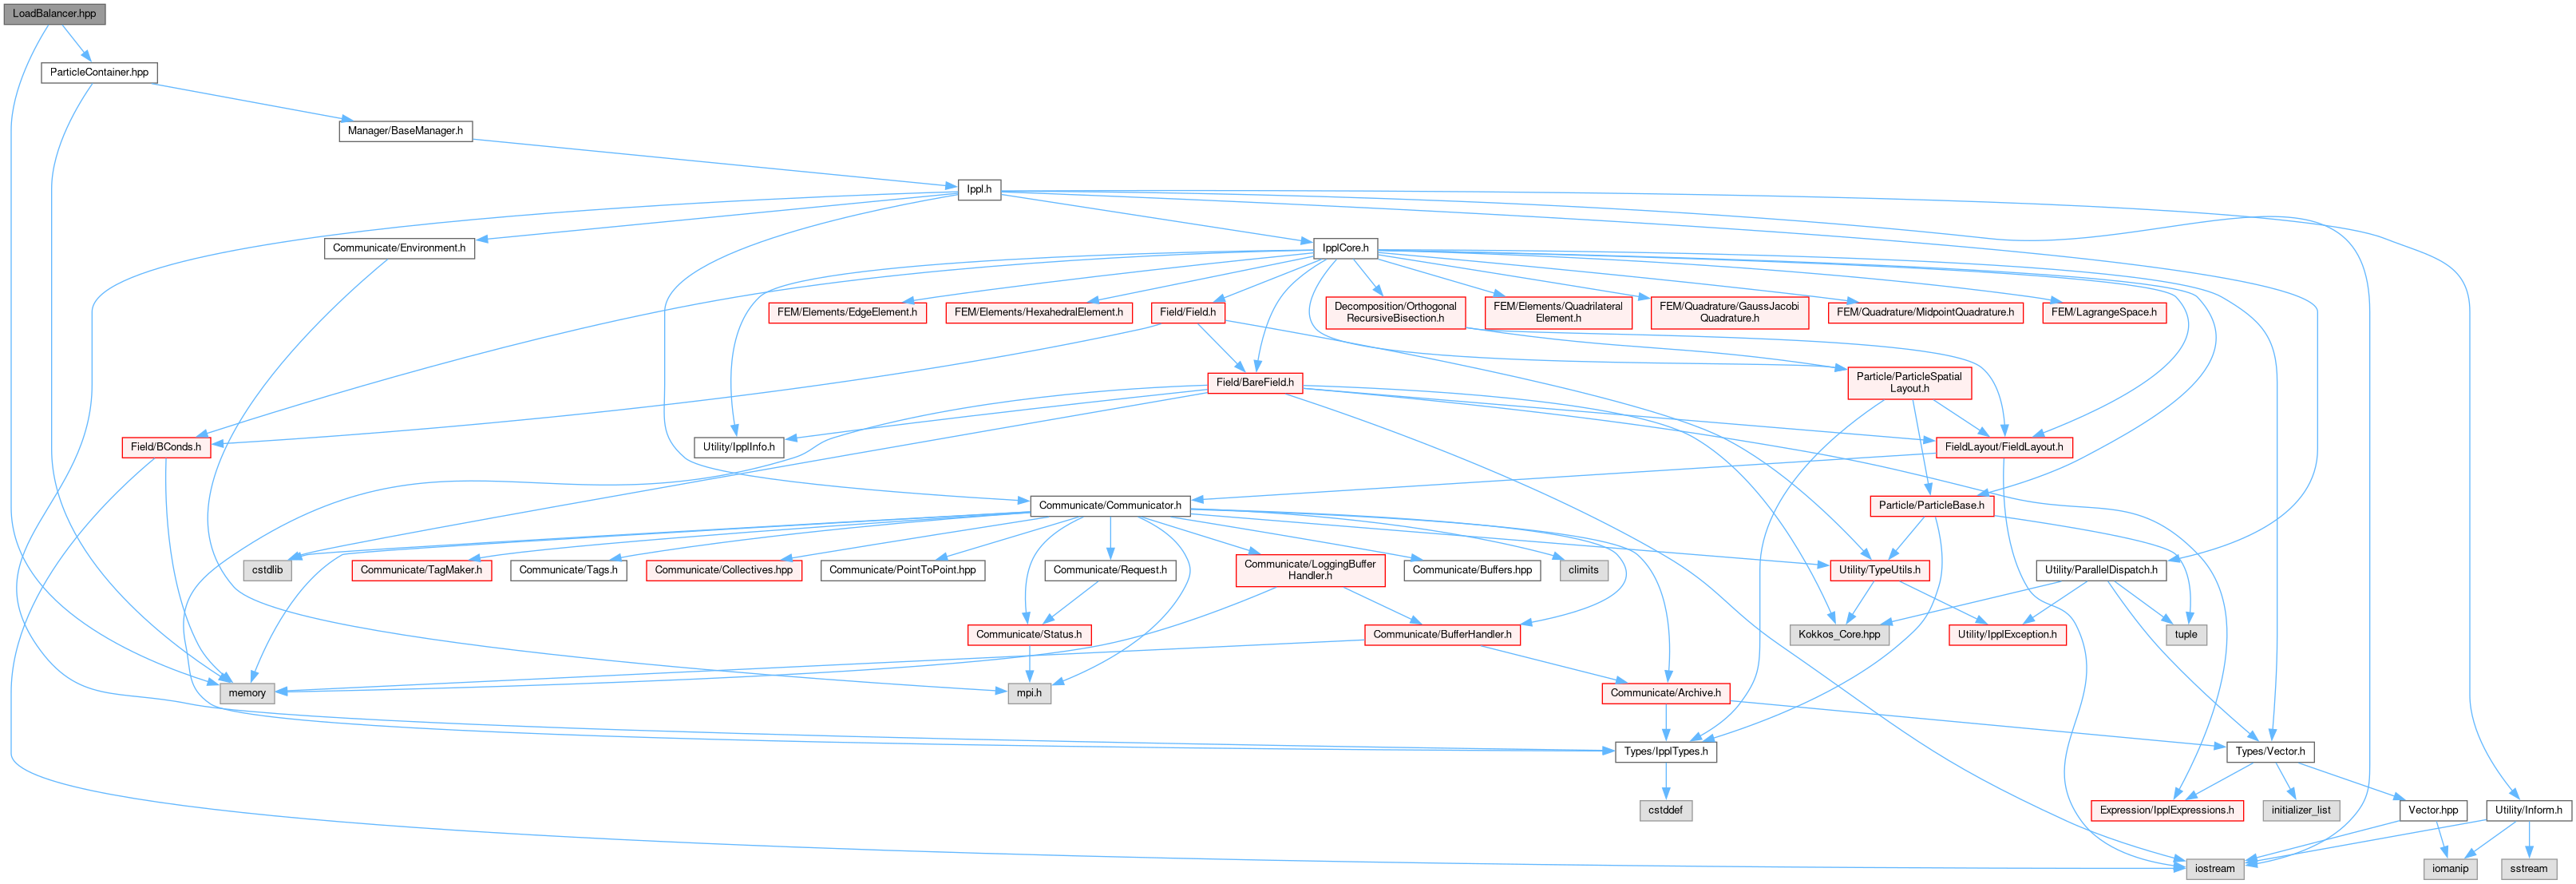 LoadBalancer.hpp
ParticleContainer.hpp
Manager/BaseManager.h
Ippl.h
Communicate/Environment.h
IpplCore.h
FEM/Elements/EdgeElement.h
FEM/Elements/HexahedralElement.h
Field/Field.h
Decomposition/Orthogonal
RecursiveBisection.h
FEM/Elements/Quadrilateral
Element.h
FEM/Quadrature/GaussJacobi
Quadrature.h
FEM/Quadrature/MidpointQuadrature.h
FEM/LagrangeSpace.h
Field/BareField.h
Particle/ParticleSpatial
Layout.h
Field/BConds.h
Utility/IpplInfo.h
FieldLayout/FieldLayout.h
Communicate/Communicator.h
Particle/ParticleBase.h
cstdlib
Communicate/TagMaker.h
Communicate/Tags.h
Communicate/Collectives.hpp
Communicate/PointToPoint.hpp
Communicate/Request.h
Communicate/LoggingBuffer
Handler.h
Communicate/Buffers.hpp
climits
Utility/TypeUtils.h
Utility/ParallelDispatch.h
Communicate/Status.h
Communicate/BufferHandler.h
Kokkos_Core.hpp
Utility/IpplException.h
tuple
memory
mpi.h
Communicate/Archive.h
Types/IpplTypes.h
Types/Vector.h
cstddef
Expression/IpplExpressions.h
initializer_list
Vector.hpp
Utility/Inform.h
iostream
iomanip
sstream